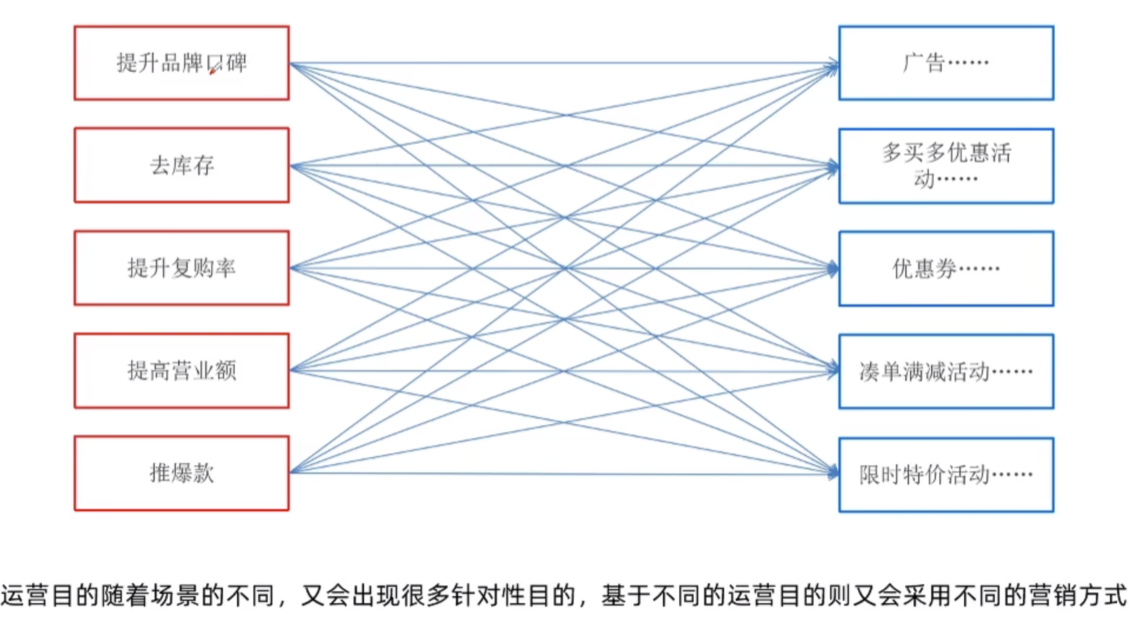 提升品牌口碑
广告……
去库存
多买多优惠活
动……
提升复购率
优惠券……
提高营业额
凑单满减活动……
推爆款
限时特价活动……
运营目的随着场景的不同，又会出现很多针对性目的，基于不同的运营目的则又会采用不同的营销方式